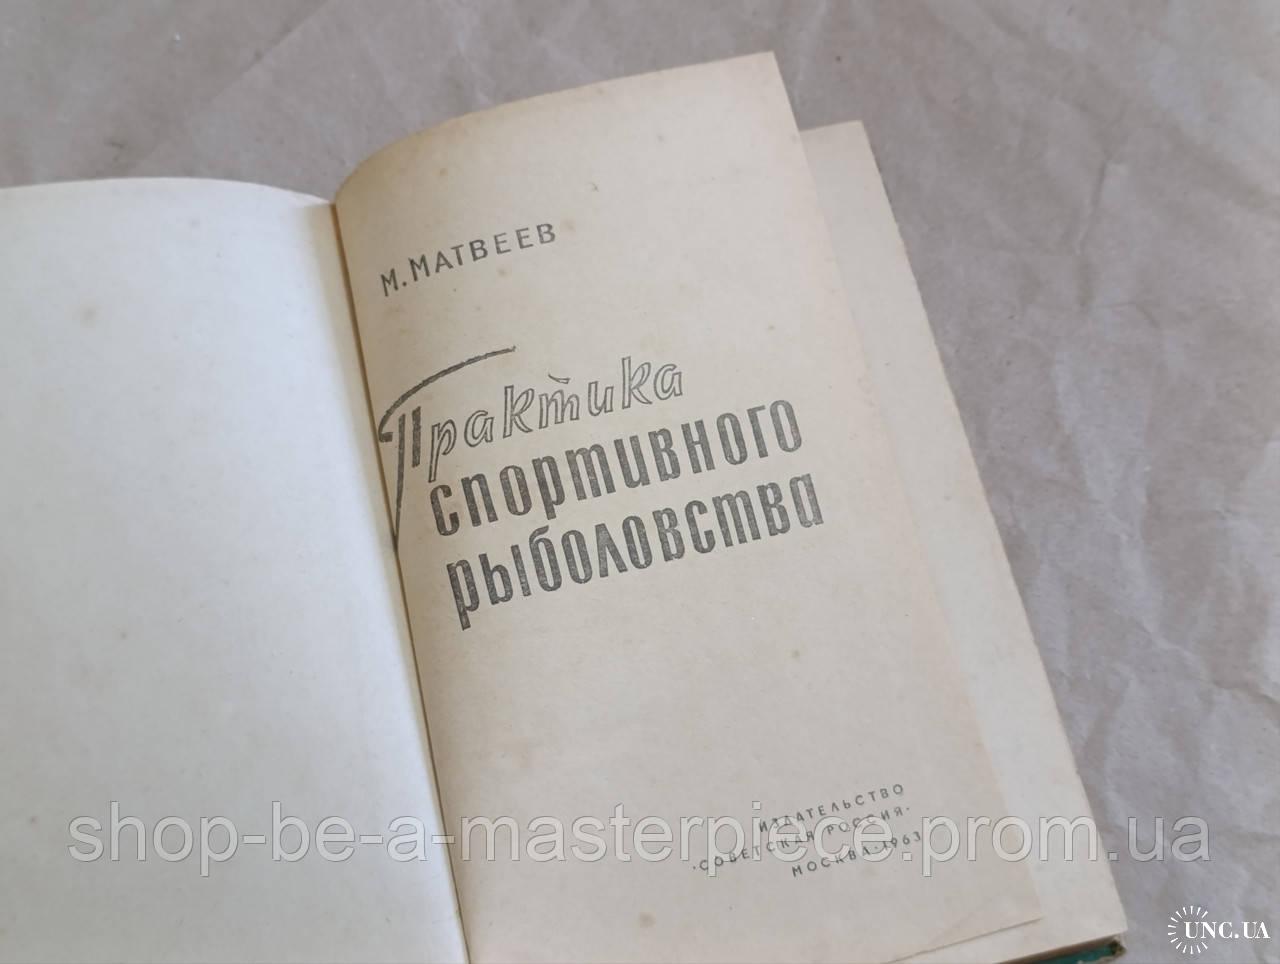 М. МАТВЕЕВ
Практика
спортивного
рыболовства
ИЗДАТЕЛЬСТВО
·СОВЕТСКАЯ РОССИЯ·
МОСКВА · 1963
shop-be-a-masterpiece.prom.ua
UNC.UA